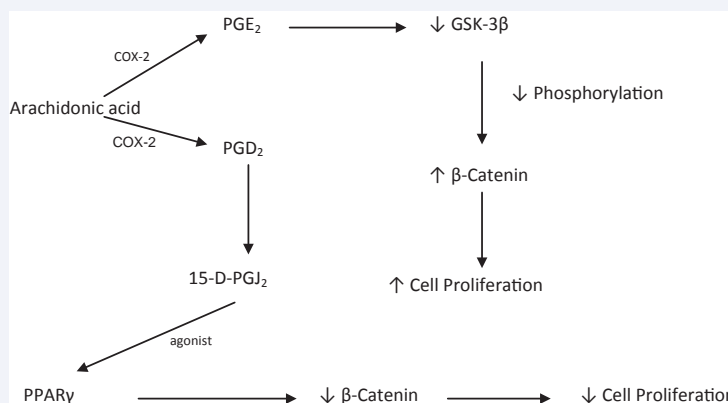 PGE₂
↓ GSK-3β
COX-2
↓ Phosphorylation
Arachidonic acid
COX-2
PGD₂
↑ β-Catenin
15-D-PGJ₂
↑ Cell Proliferation
agonist
PPARγ
↓ β-Catenin
↓ Cell Proliferation